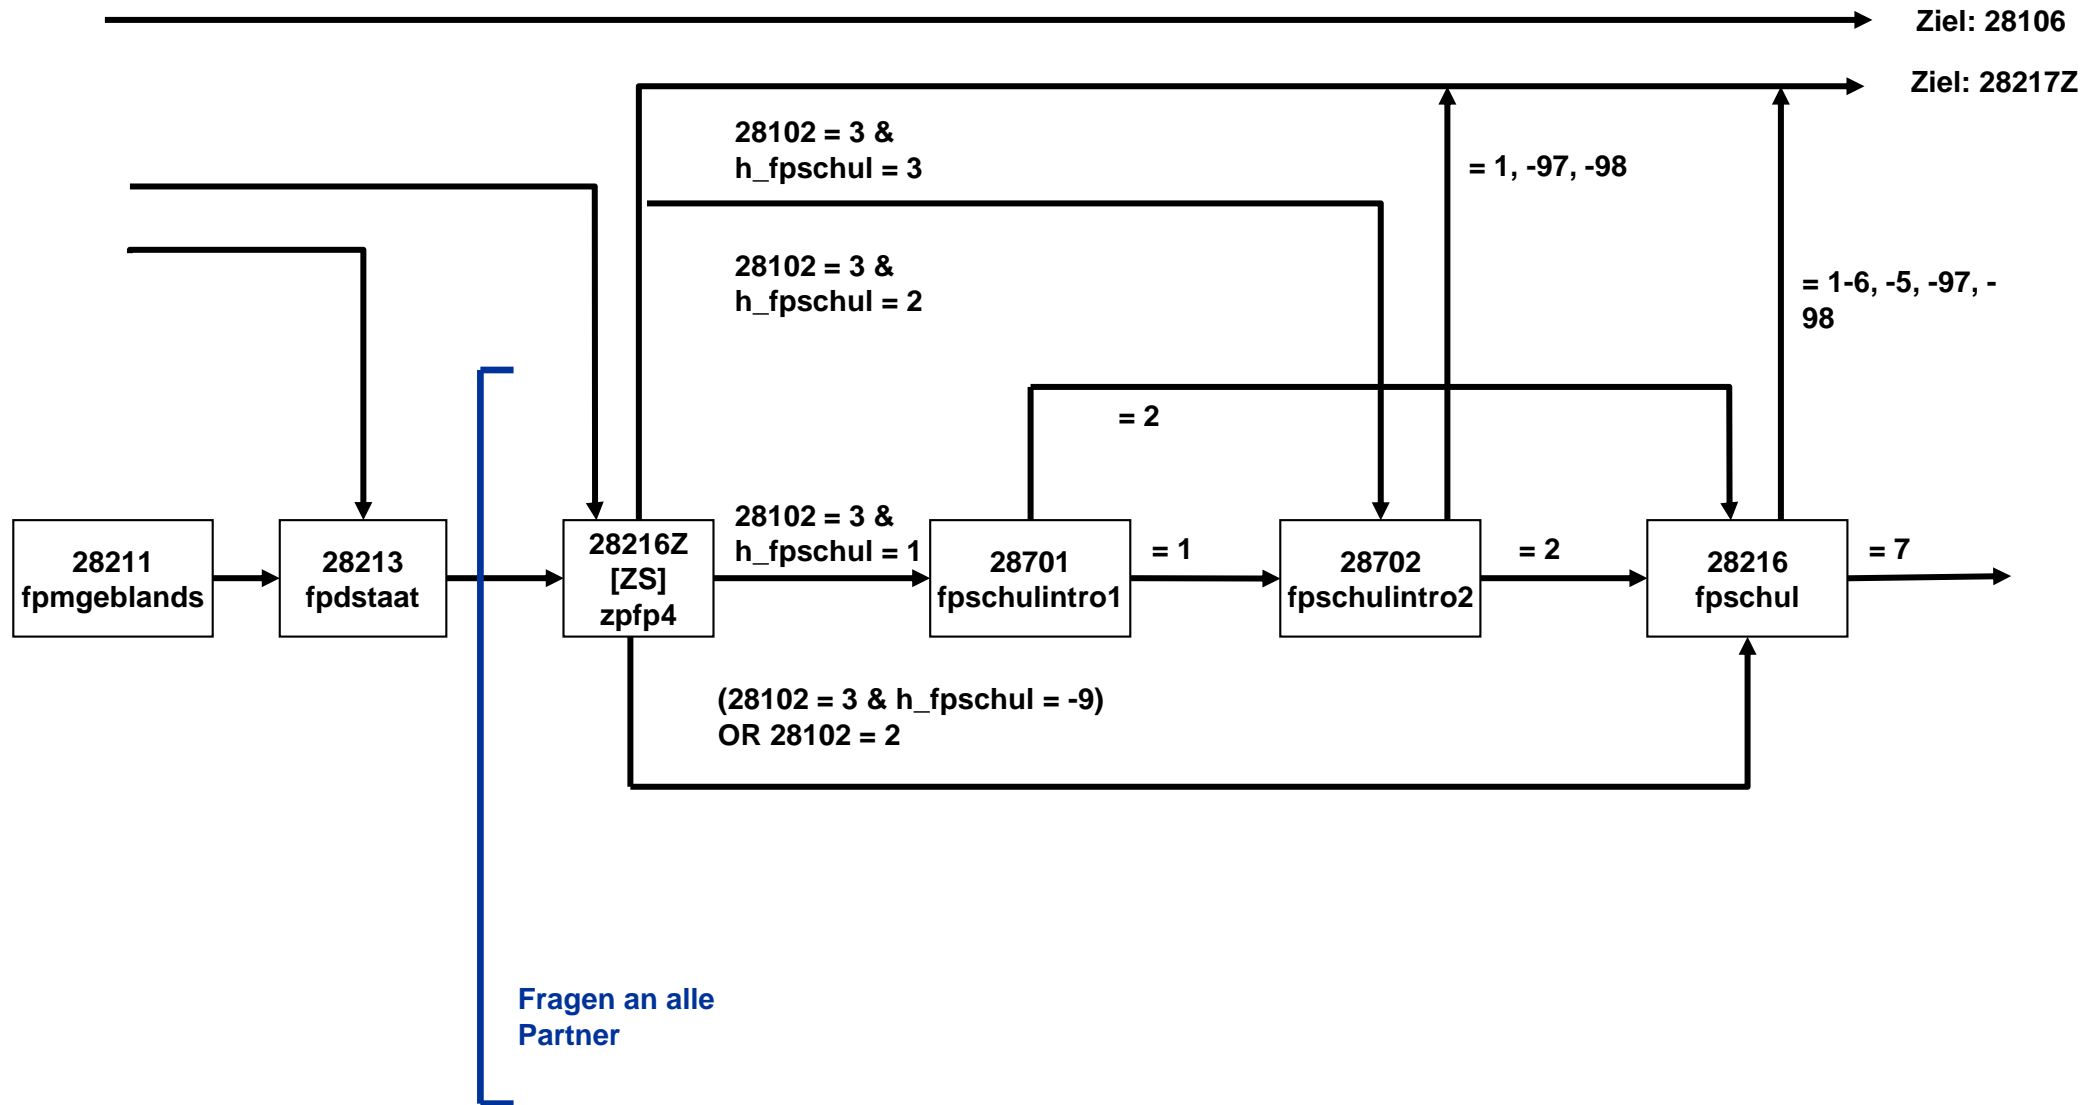 Ziel: 28106
Ziel: 28217Z
28102 = 3 &
h_fpschul = 3
= 1, -97, -98
28102 = 3 &
h_fpschul = 2
= 1-6, -5, -97, -
98
= 2
28211
fpmgeblands
28213
fpdstaat
28216Z
[ZS]
zpfp4
28102 = 3 &
h_fpschul = 1
28701
fpschulintro1
= 1
28702
fpschulintro2
= 2
28216
fpschul
= 7
(28102 = 3 & h_fpschul = -9)
OR 28102 = 2
Fragen an alle
Partner